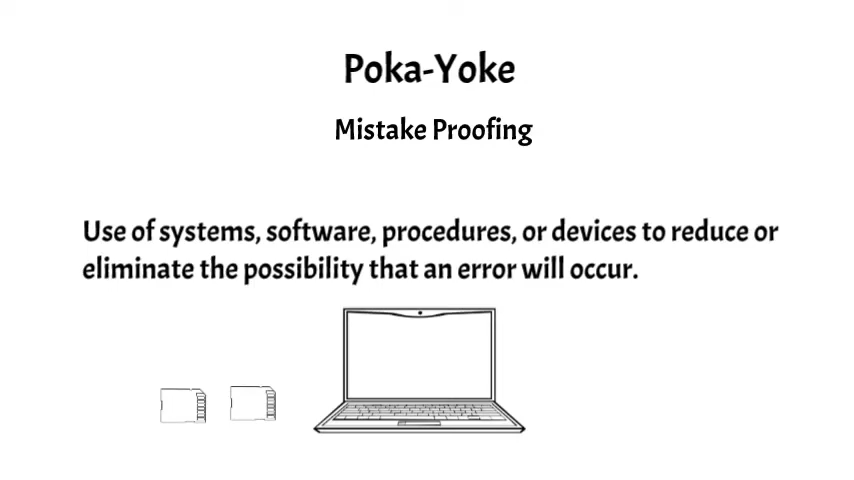 Poka-Yoke
Mistake Proofing
Use of systems, software, procedures, or devices to reduce or
eliminate the possibility that an error will occur.